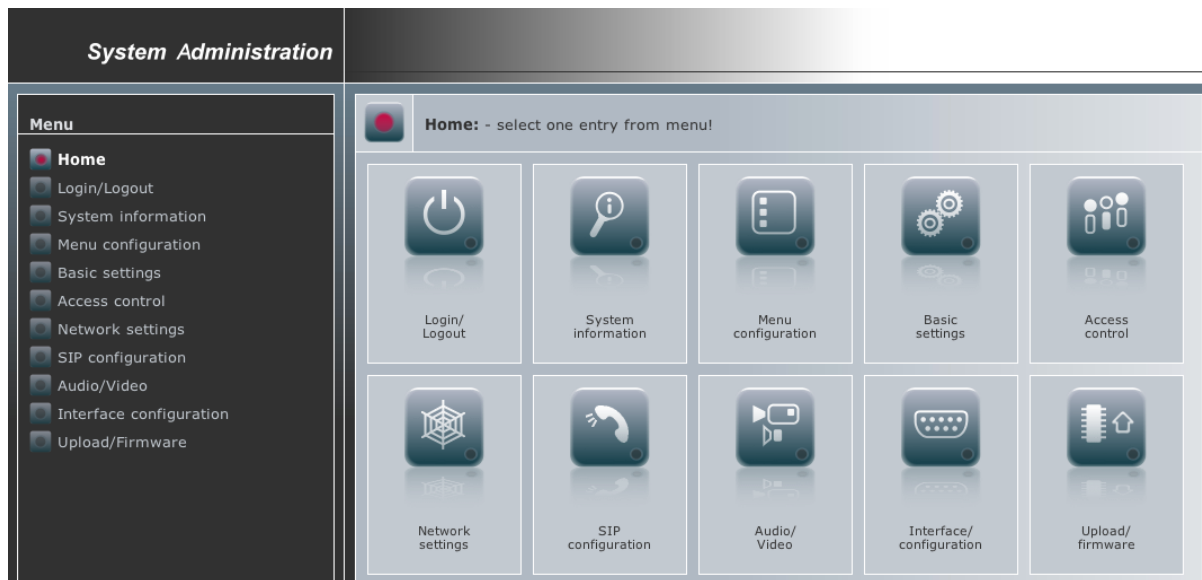 System Administration
Menu
Home
Login/Logout
System information
Menu configuration
Basic settings
Access control
Network settings
SIP configuration
Audio/Video
Interface configuration
Upload/Firmware
Home: - select one entry from menu!
Login/
Logout
System
information
Menu
configuration
Basic
settings
Access
control
Network
settings
SIP
configuration
Audio/
Video
Interface/
configuration
Upload/
firmware